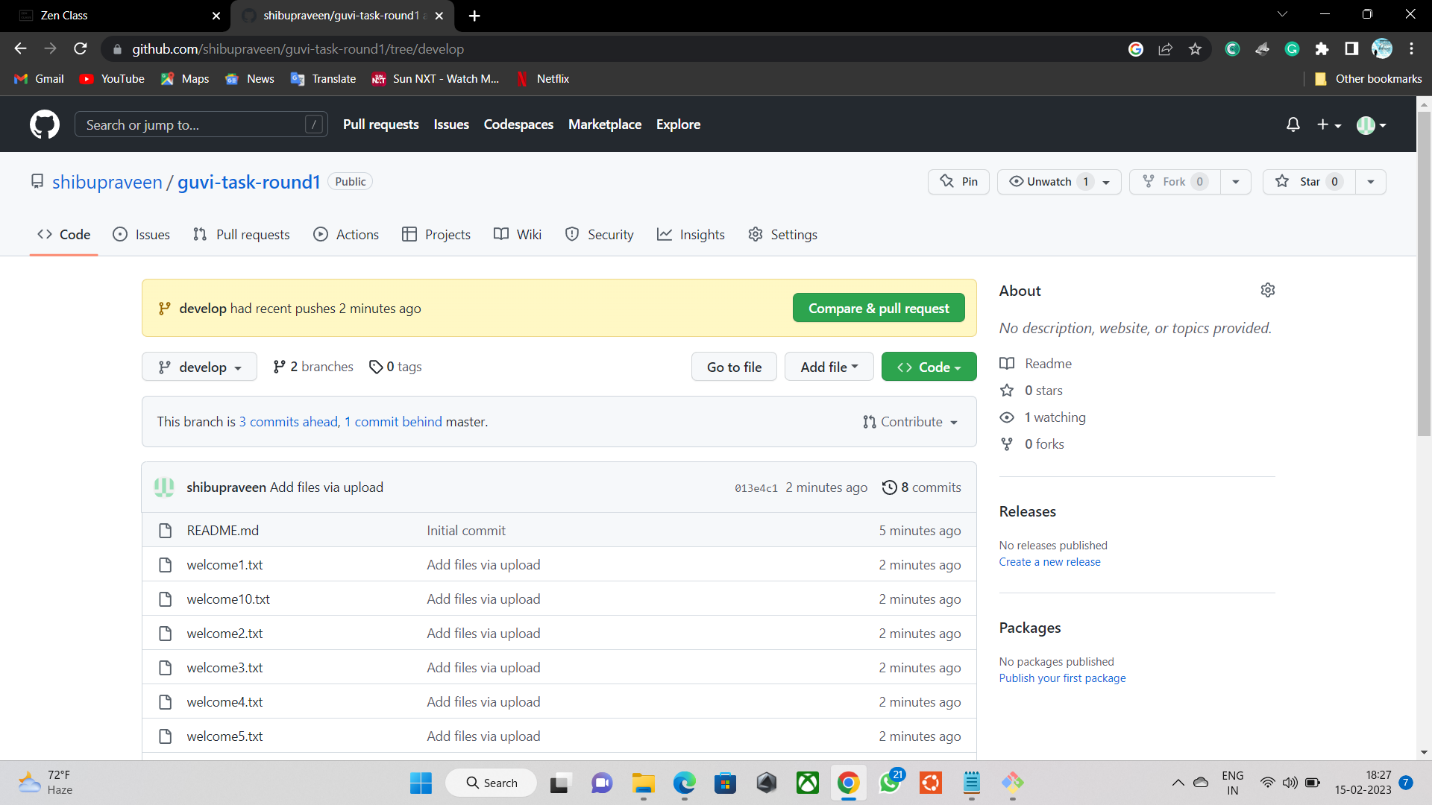 Zen Class
shibupraveen/guvi-task-round1 a
github.com/shibupraveen/guvi-task-round1/tree/develop
Gmail YouTube Maps News Translate Sun NXT - Watch M... Netflix Other bookmarks
Search or jump to... / Pull requests Issues Codespaces Marketplace Explore
shibupraveen / guvi-task-round1 Public Pin Unwatch 1 Fork 0 Star 0
Code Issues Pull requests Actions Projects Wiki Security Insights Settings
develop had recent pushes 2 minutes ago Compare & pull request
develop 2 branches 0 tags Go to file Add file Code
This branch is 3 commits ahead, 1 commit behind master. Contribute
shibupraveen Add files via upload 013e4c1 2 minutes ago 8 commits
README.md Initial commit 5 minutes ago
welcome1.txt Add files via upload 2 minutes ago
welcome10.txt Add files via upload 2 minutes ago
welcome2.txt Add files via upload 2 minutes ago
welcome3.txt Add files via upload 2 minutes ago
welcome4.txt Add files via upload 2 minutes ago
welcome5.txt Add files via upload 2 minutes ago
About
No description, website, or topics provided.
Readme
0 stars
1 watching
0 forks
Releases
No releases published
Create a new release
Packages
No packages published
Publish your first package
72°F
Haze
Search
21
ENG
IN
18:27
15-02-2023
7